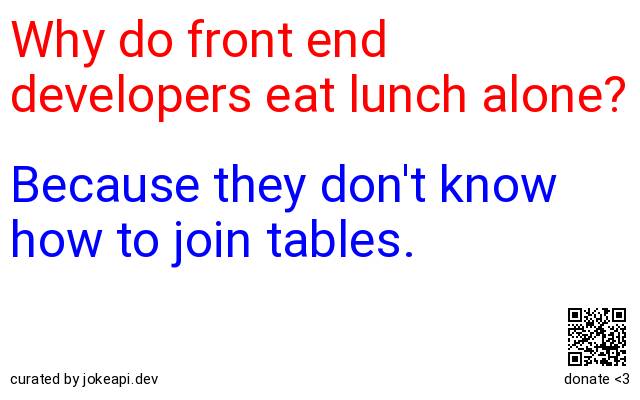 Why do front end
developers eat lunch alone?
Because they don't know
how to join tables.
curated by jokeapi.dev
donate <3